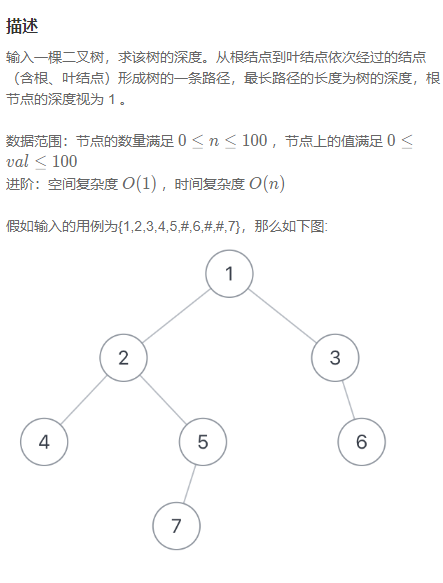 描述
输入一棵二叉树，求该树的深度。从根结点到叶结点依次经过的结点
（含根、叶结点）形成树的一条路径，最长路径的长度为树的深度，根
节点的深度视为 1 。
数据范围：节点的数量满足 0 ≤ n ≤ 100 ，节点上的值满足 0 ≤
val ≤ 100
进阶：空间复杂度 O(1) ，时间复杂度 O(n)
假如输入的用例为{1,2,3,4,5,#,6,#,#,7}，那么如下图:
1
2 3
4 5 6
7